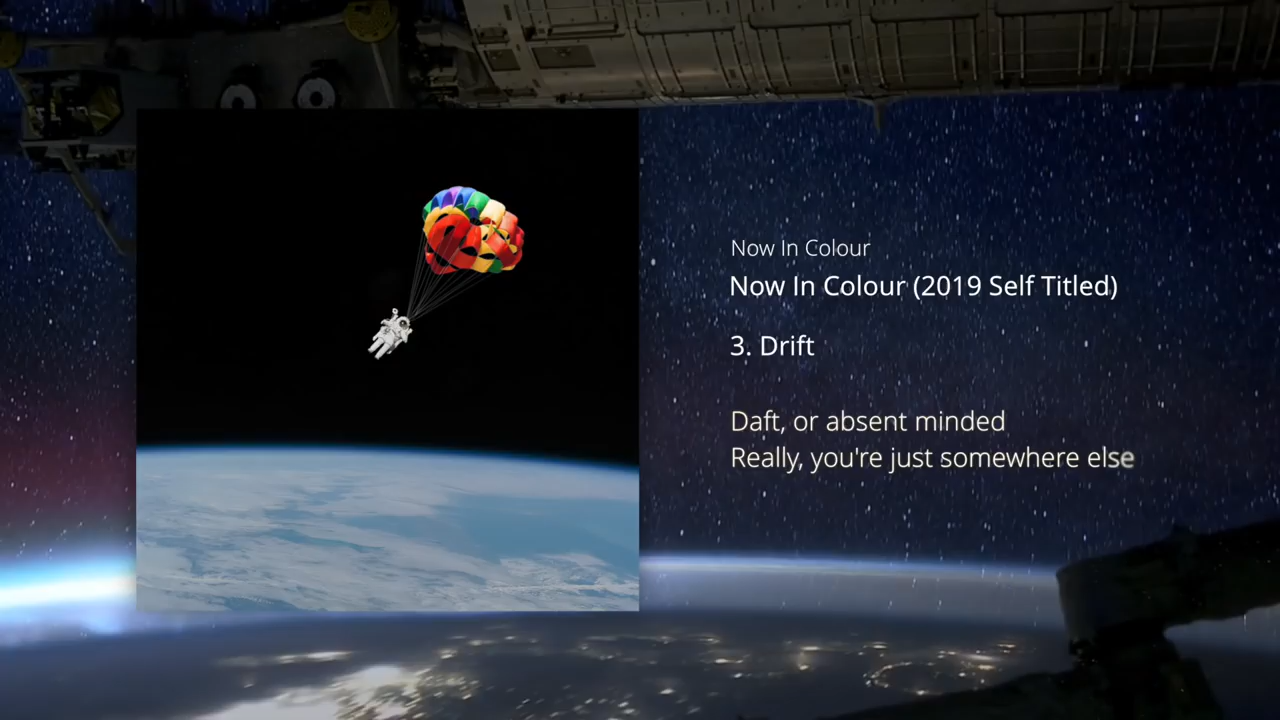 Now In Colour
Now In Colour (2019 Self Titled)
3. Drift
Daft, or absent minded
Really, you're just somewhere else